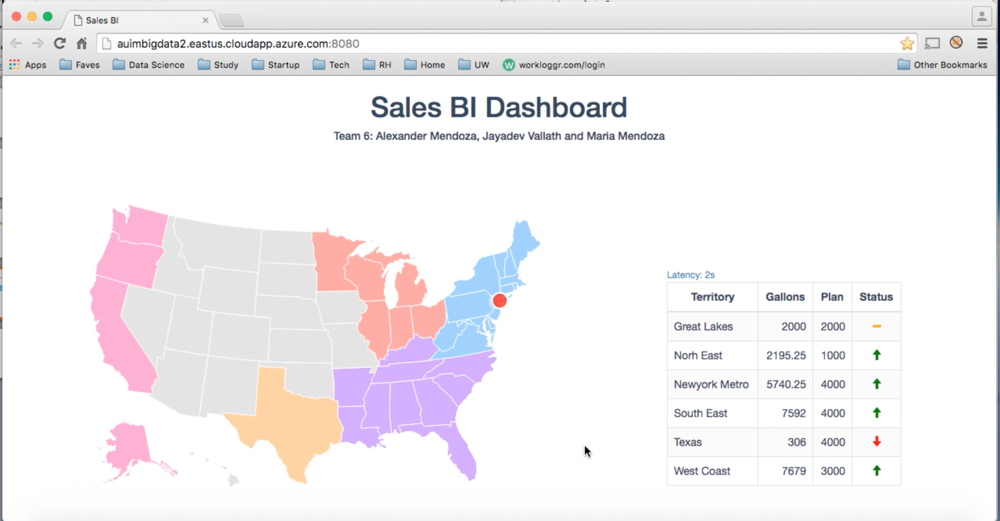 Sales BI
auimbigdata2.eastus.cloudapp.azure.com:8080
Apps Faves Data Science Study Startup Tech RH Home UW W workloggr.com/login Other Bookmarks
Sales BI Dashboard
Team 6: Alexander Mendoza, Jayadev Vallath and Maria Mendoza
Latency: 2s
Territory Gallons Plan Status
Great Lakes 2000 2000
Norh East 2195.25 1000
Newyork Metro 5740.25 4000
South East 7592 4000
Texas 306 4000
West Coast 7679 3000